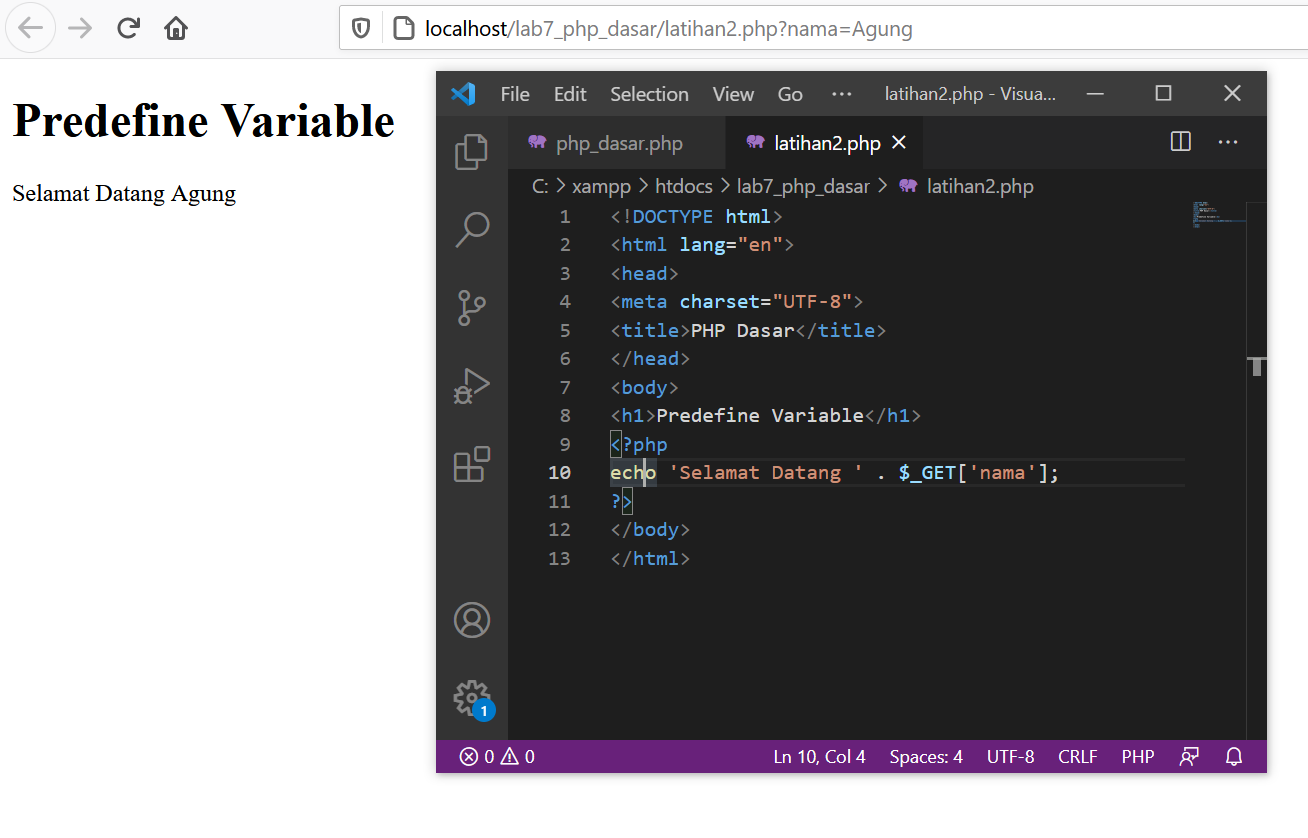 localhost/lab7_php_dasar/latihan2.php?nama=Agung
Predefine Variable
Selamat Datang Agung
File Edit Selection View Go ··· latihan2.php - Visua...
php_dasar.php latihan2.php
C: > xampp > htdocs > lab7_php_dasar > latihan2.php
1 <!DOCTYPE html>
2 <html lang="en">
3 <head>
4 <meta charset="UTF-8">
5 <title>PHP Dasar</title>
6 </head>
7 <body>
8 <h1>Predefine Variable</h1>
9 <?php
10 echo 'Selamat Datang ' . $_GET['nama'];
11 ?>
12 </body>
13 </html>
1
0 0 Ln 10, Col 4 Spaces: 4 UTF-8 CRLF PHP